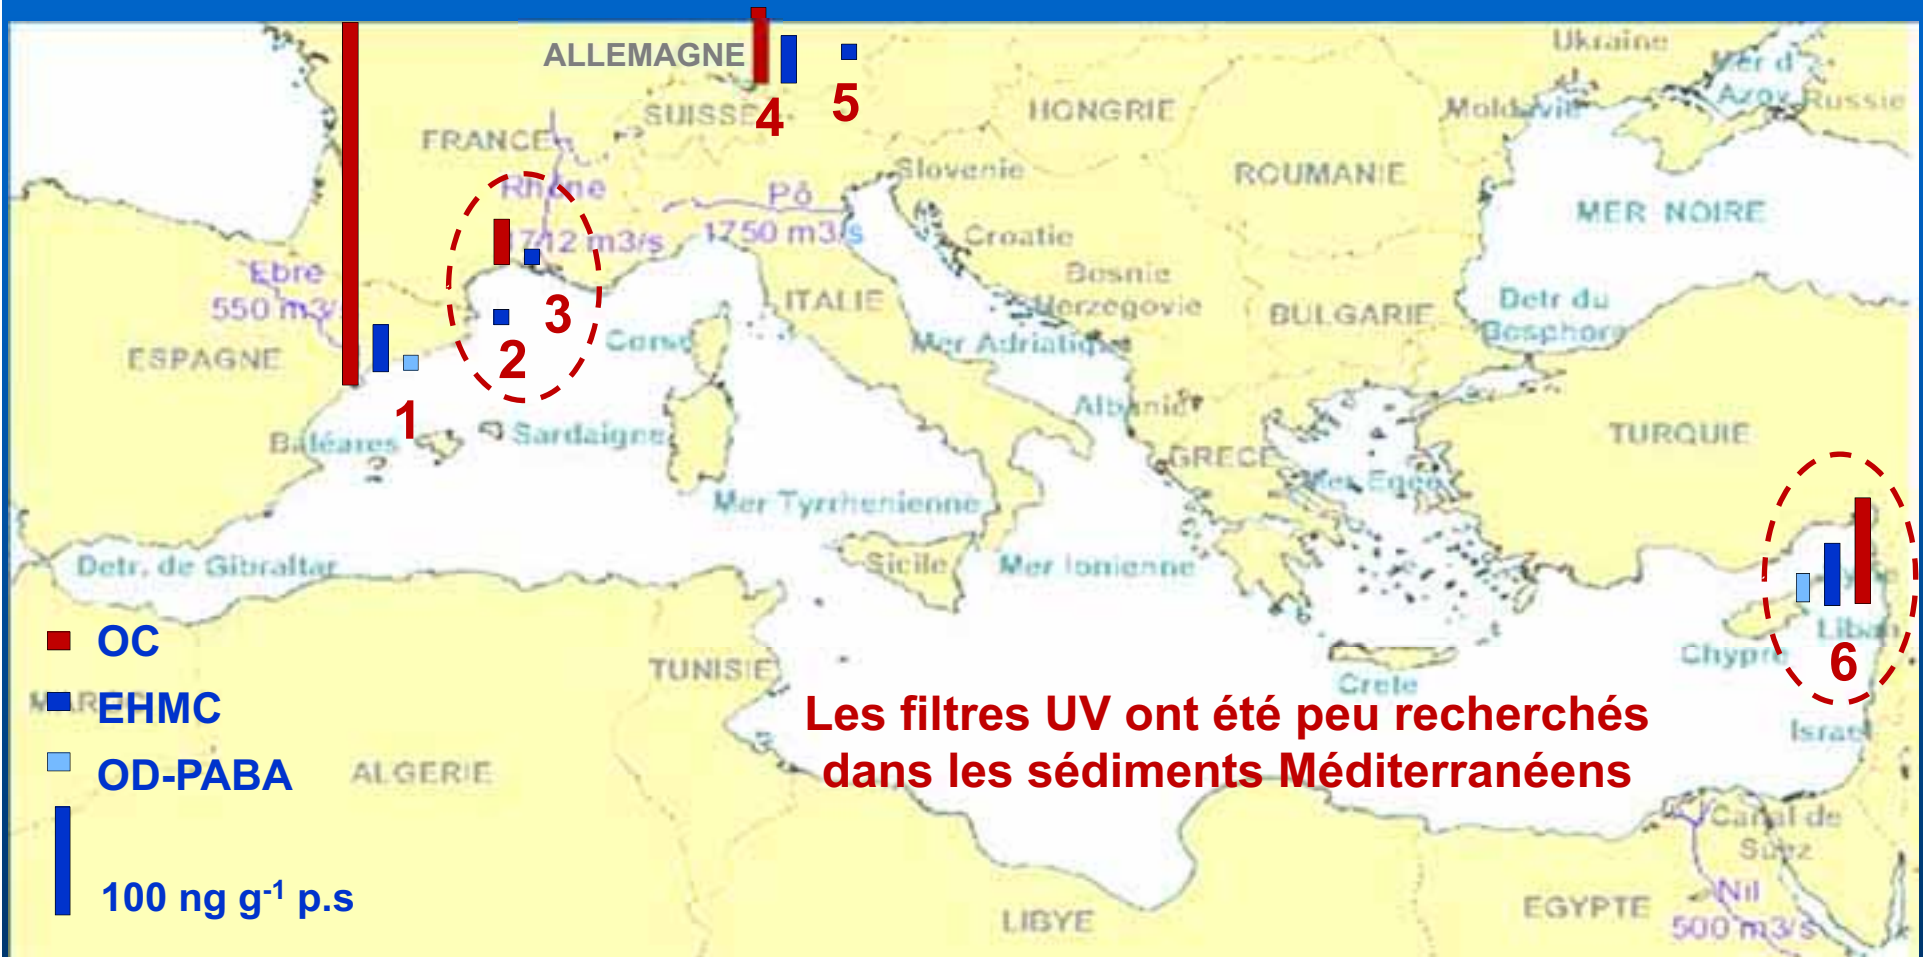 Ukraine
ALLEMAGNE
Mer d'
Azov
Russie
5
4
SUISSE
HONGRIE
Moldavie
FRANCE
Slovenie
ROUMANIE
Rhône
Pô
MER NOIRE
1712 m3/s
1750 m3/s
Croatie
Ebre
550 m3/s
Bosnie
Herzegovie
ITALIE
BULGARIE
Detr du
Bosphore
3
2
Corse
Mer Adriatique
ESPAGNE
1
Albanie
Baléares
Sardaigne
TURQUIE
GRECE
Mer Egee
Mer Tyrrhenienne
Detr. de Gibraltar
Sicile
Mer Ionienne
OC
Liban
Chypre
6
TUNISIE
Crete
MAROC
EHMC
Les filtres UV ont été peu recherchés
dans les sédiments Méditerranéens
Israel
OD-PABA
ALGERIE
Canal de
Suez
100 ng g-1 p.s
Nil
500 m3/s
LIBYE
EGYPTE